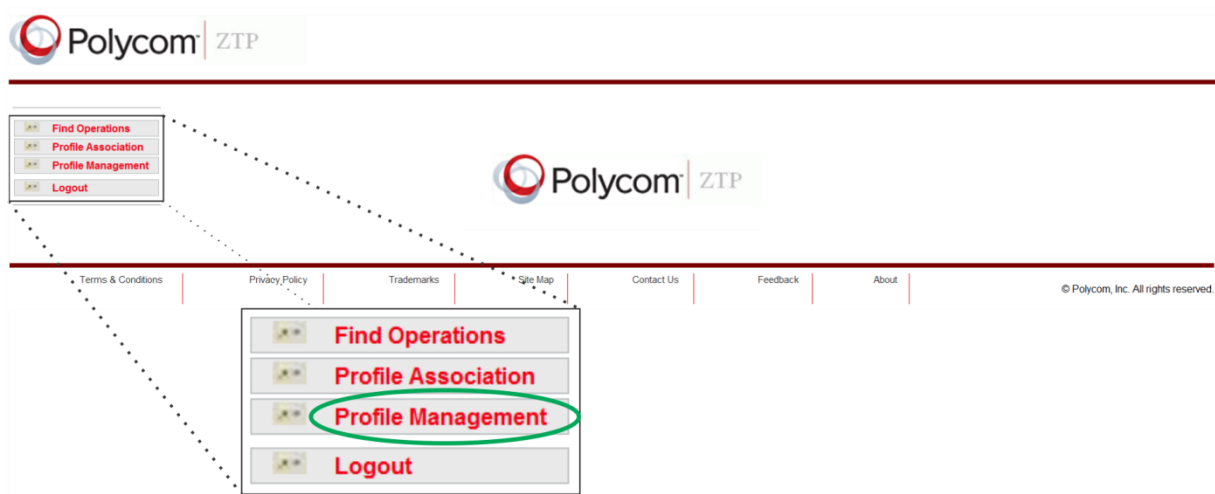 Polycom ZTP
Find Operations
Profile Association
Profile Management
Logout
Polycom ZTP
Terms & Conditions Privacy Policy Trademarks Site Map Contact Us Feedback About © Polycom, Inc. All rights reserved.
Find Operations
Profile Association
Profile Management
Logout